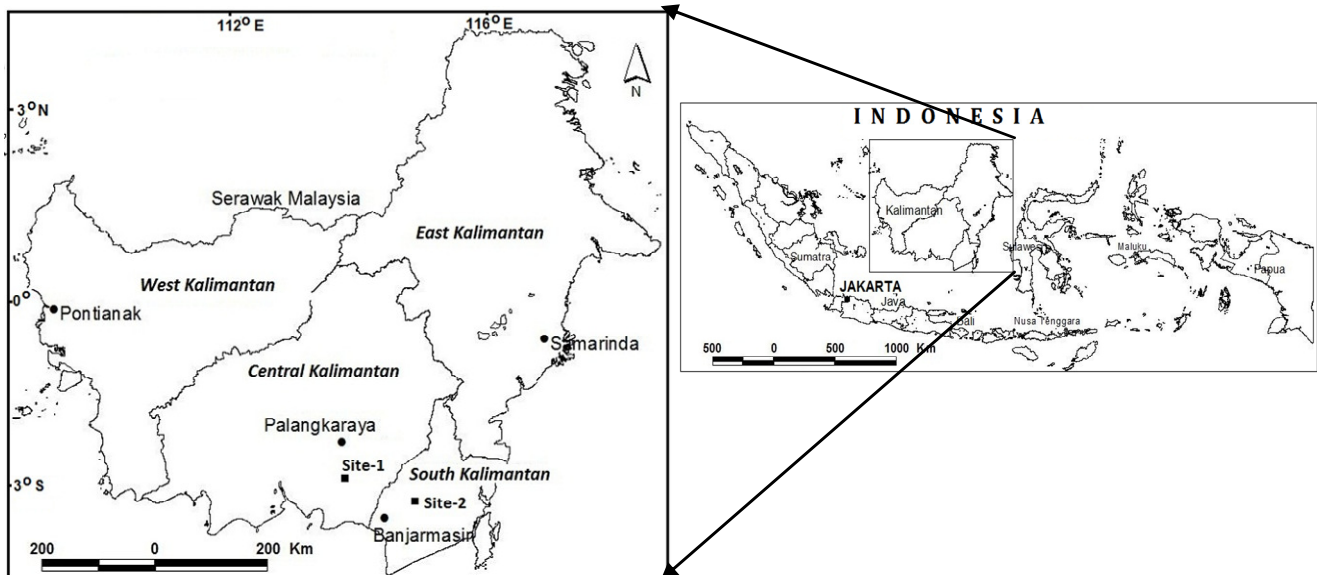 112° E
116° E
N
3° N
Serawak Malaysia
East Kalimantan
West Kalimantan
0°
Pontianak
Samarinda
Central Kalimantan
Palangkaraya
Site-1
South Kalimantan
3° S
Site-2
Banjarmasin
200 0 200 Km
INDONESIA
Kalimantan
Sumatra
Sulawesi
Maluku
Papua
JAKARTA
Java
Bali
Nusa Tenggara
500 0 500 1000 Km